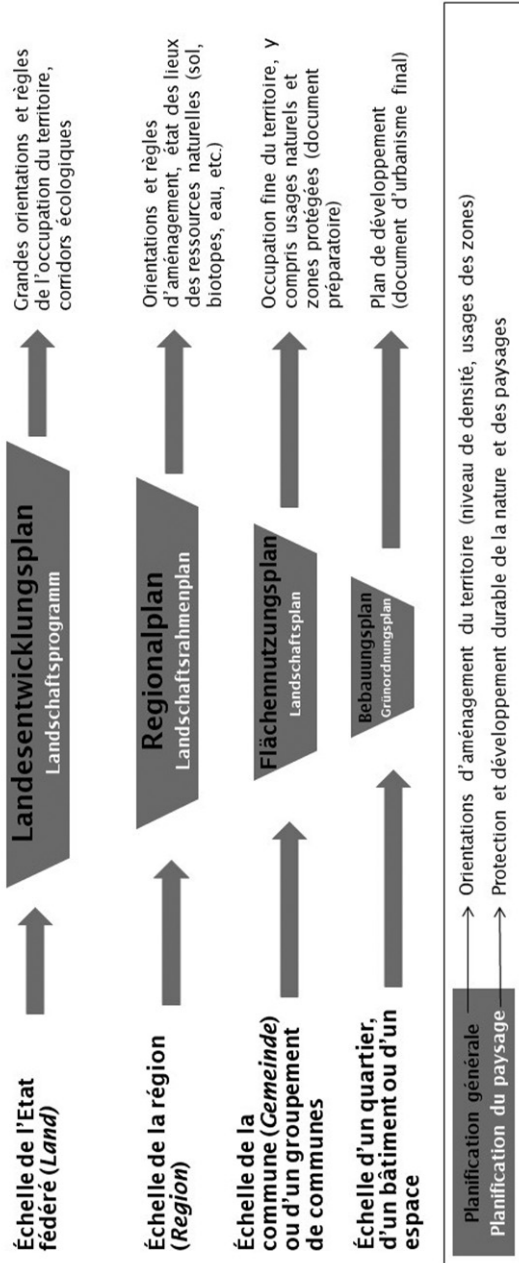 Échelle de l'Etat
fédéré (Land)
Landesentwicklungsplan
Landschaftsprogramm
Grandes orientations et règles
de l'occupation du territoire,
corridors écologiques
Échelle de la région
(Region)
Regionalplan
Landschaftsrahmenplan
Orientations et règles
d'aménagement, état des lieux
des ressources naturelles (sol,
biotopes, eau, etc.)
Échelle de la
commune (Gemeinde)
ou d'un groupement
de communes
Flächennutzungsplan
Landschaftsplan
Occupation fine du territoire, y
compris usages naturels et
zones protégées (document
préparatoire)
Échelle d'un quartier,
d'un bâtiment ou d'un
espace
Bebauungsplan
Grünordnungsplan
Plan de développement
(document d'urbanisme final)
Planification générale
Orientations d'aménagement du territoire (niveau de densité, usages des zones)
Planification du paysage
Protection et développement durable de la nature et des paysages